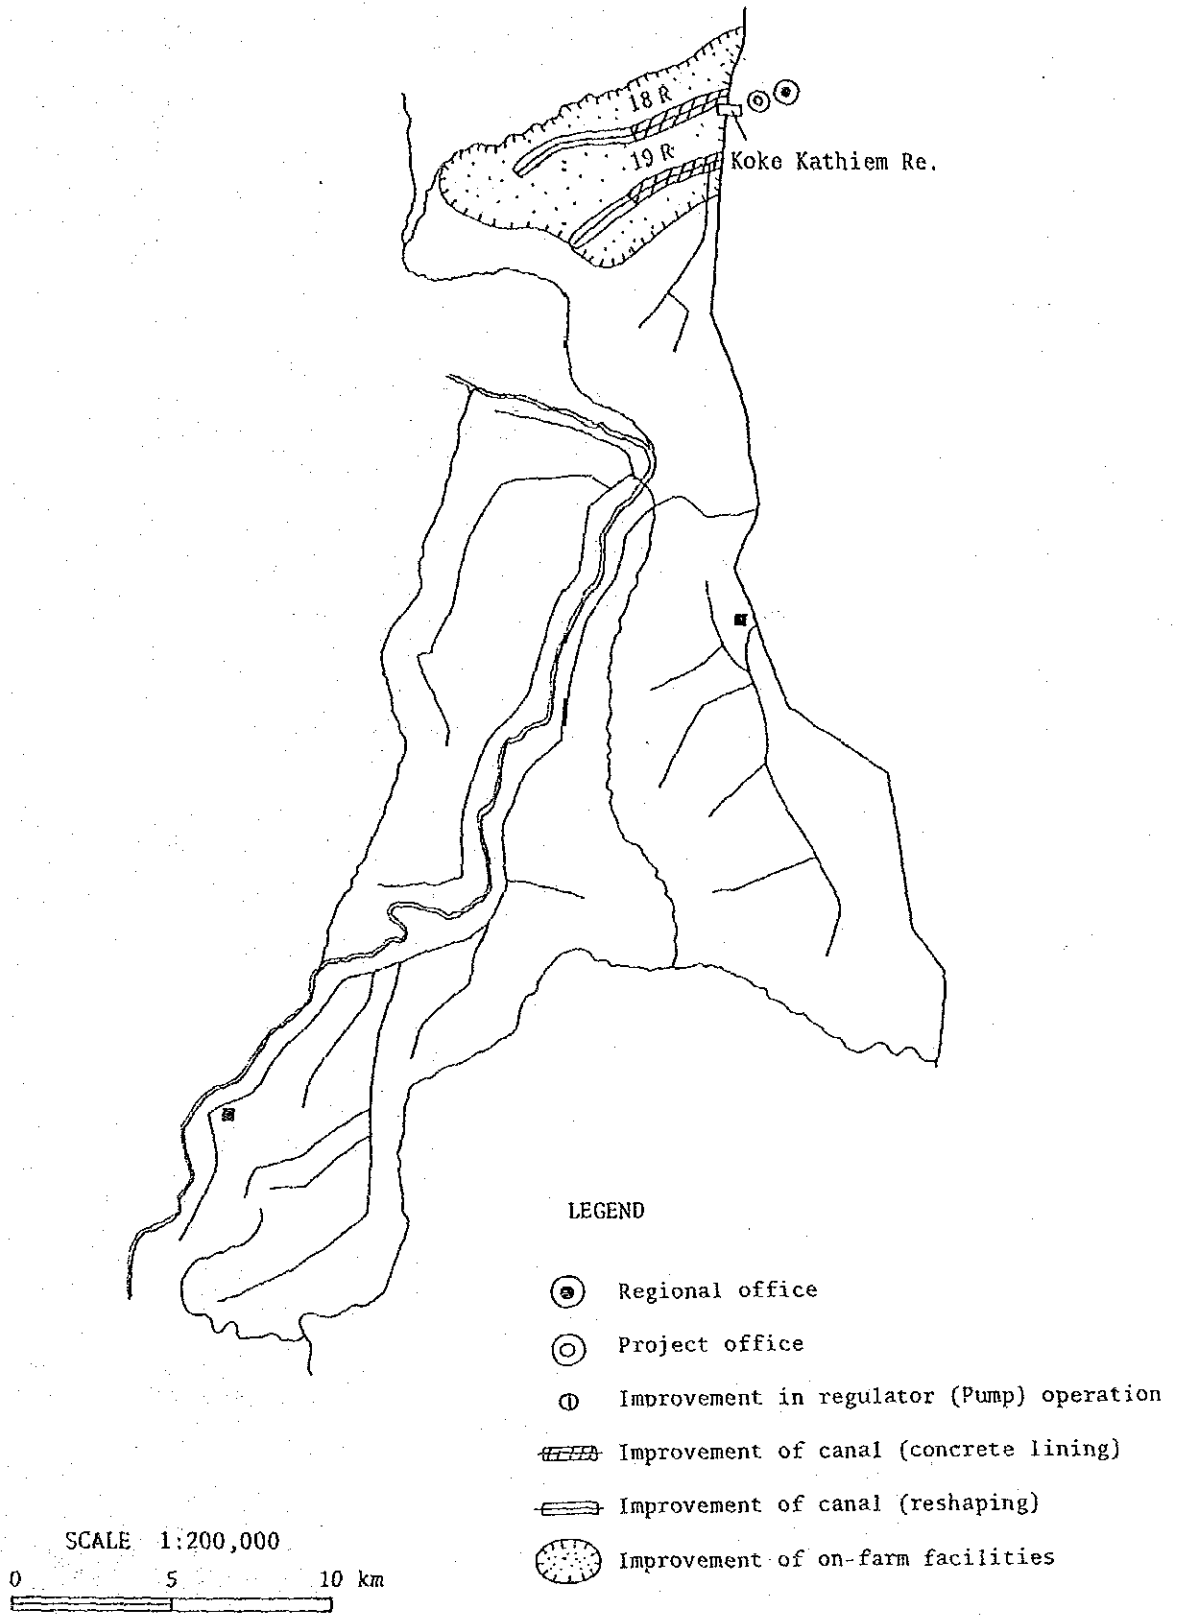 18 R
19 R
Koke Kathiem Re.
LEGEND
Regional office
Project office
Improvement in regulator (Pump) operation
Improvement of canal (concrete lining)
Improvement of canal (reshaping)
Improvement of on-farm facilities
SCALE 1:200,000
0 5 10 km